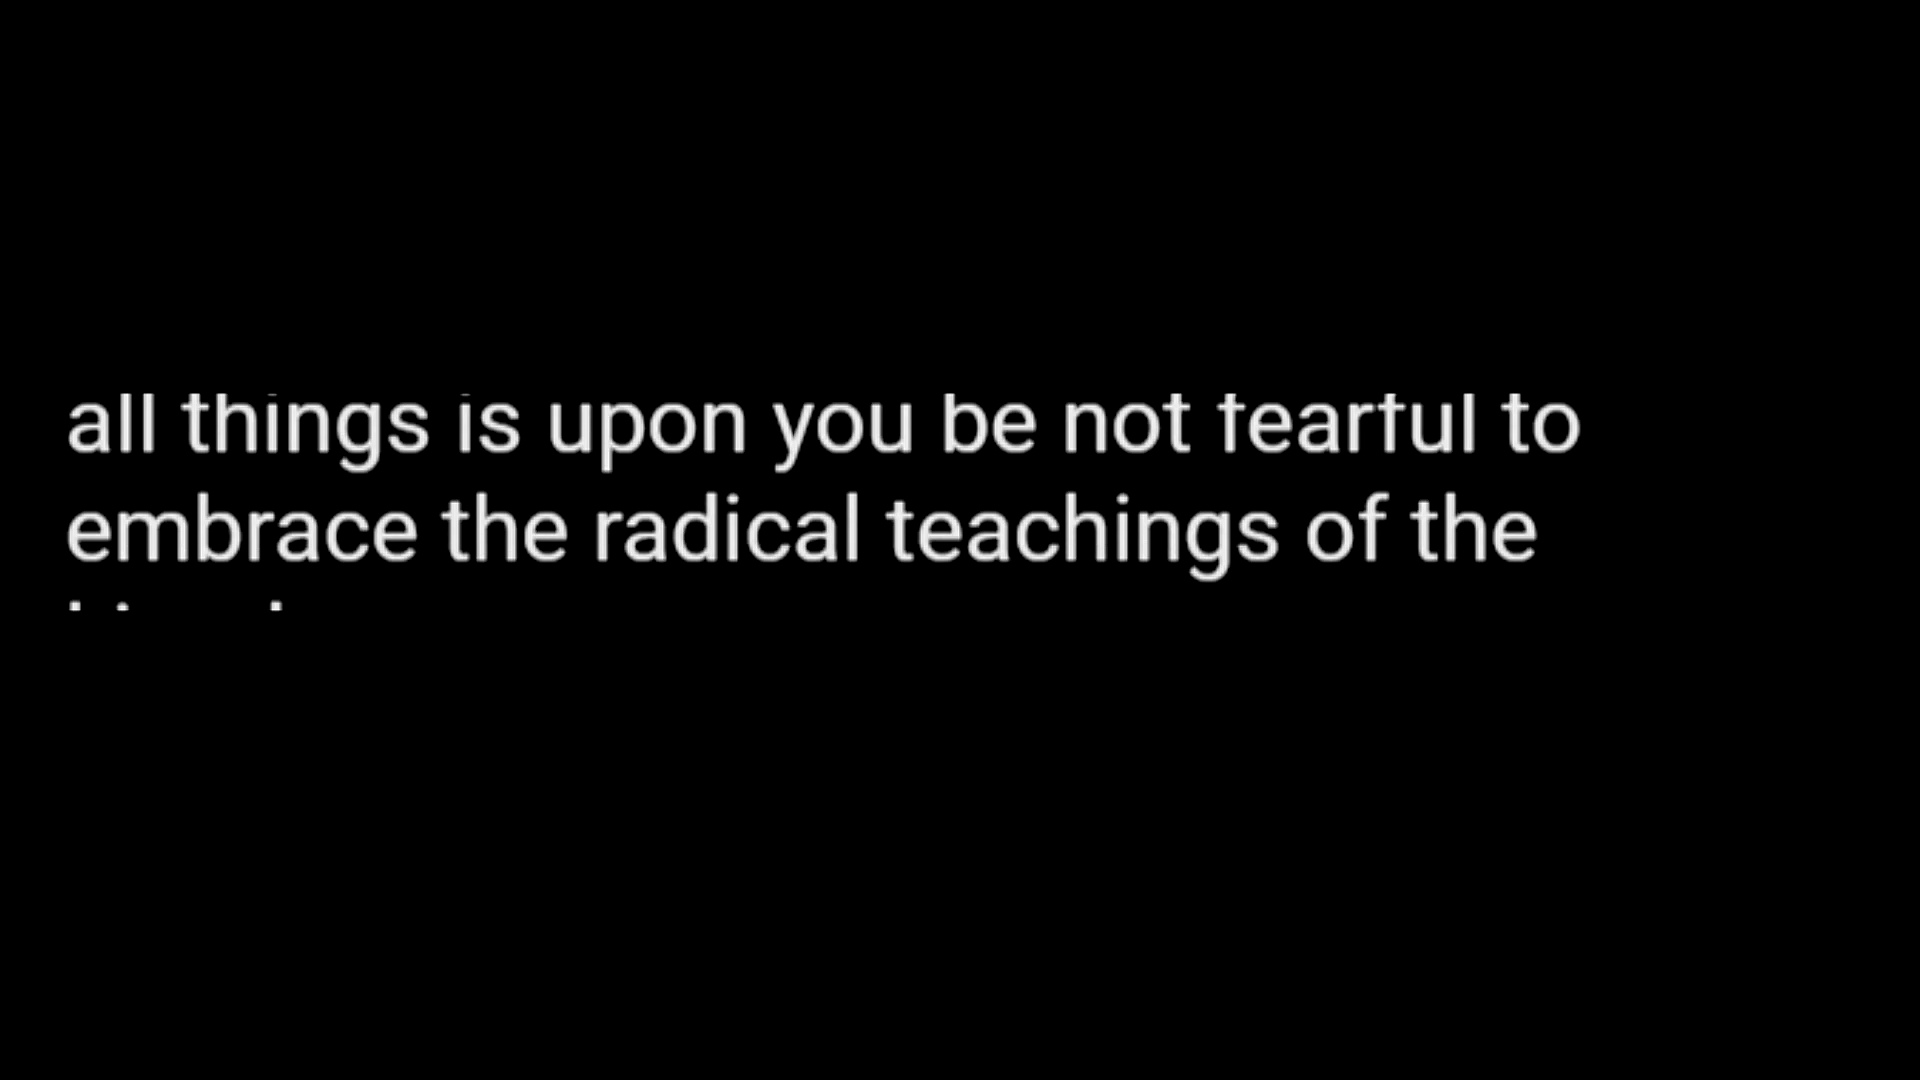 all things is upon you be not fearful to
embrace the radical teachings of the